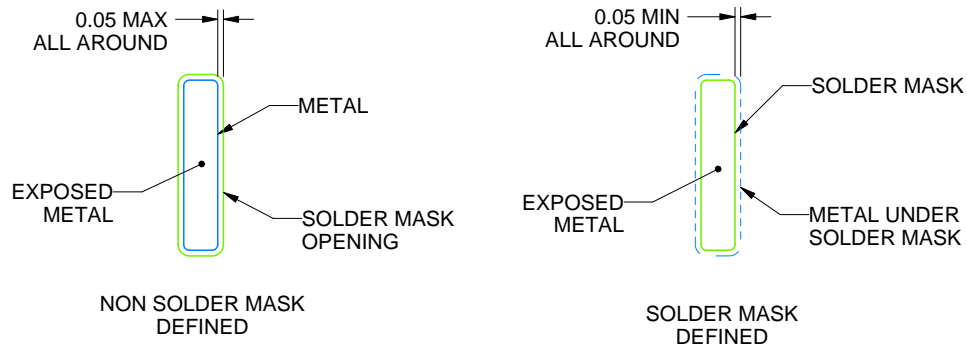 0.05 MAX
ALL AROUND
METAL
EXPOSED
METAL
SOLDER MASK
OPENING
NON SOLDER MASK
DEFINED
0.05 MIN
ALL AROUND
SOLDER MASK
EXPOSED
METAL
METAL UNDER
SOLDER MASK
SOLDER MASK
DEFINED